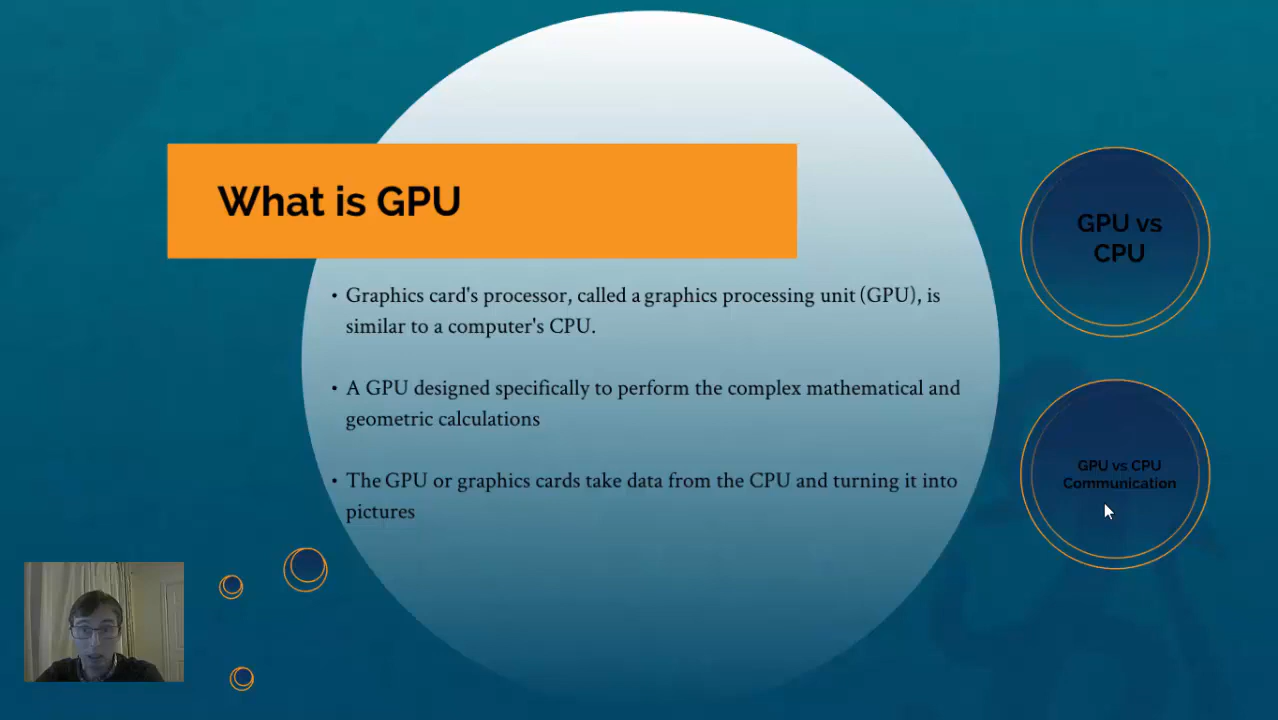 What is GPU
• Graphics card's processor, called a graphics processing unit (GPU), is
similar to a computer's CPU.
• A GPU designed specifically to perform the complex mathematical and
geometric calculations
• The GPU or graphics cards take data from the CPU and turning it into
pictures
GPU vs
CPU
GPU vs CPU
Communication